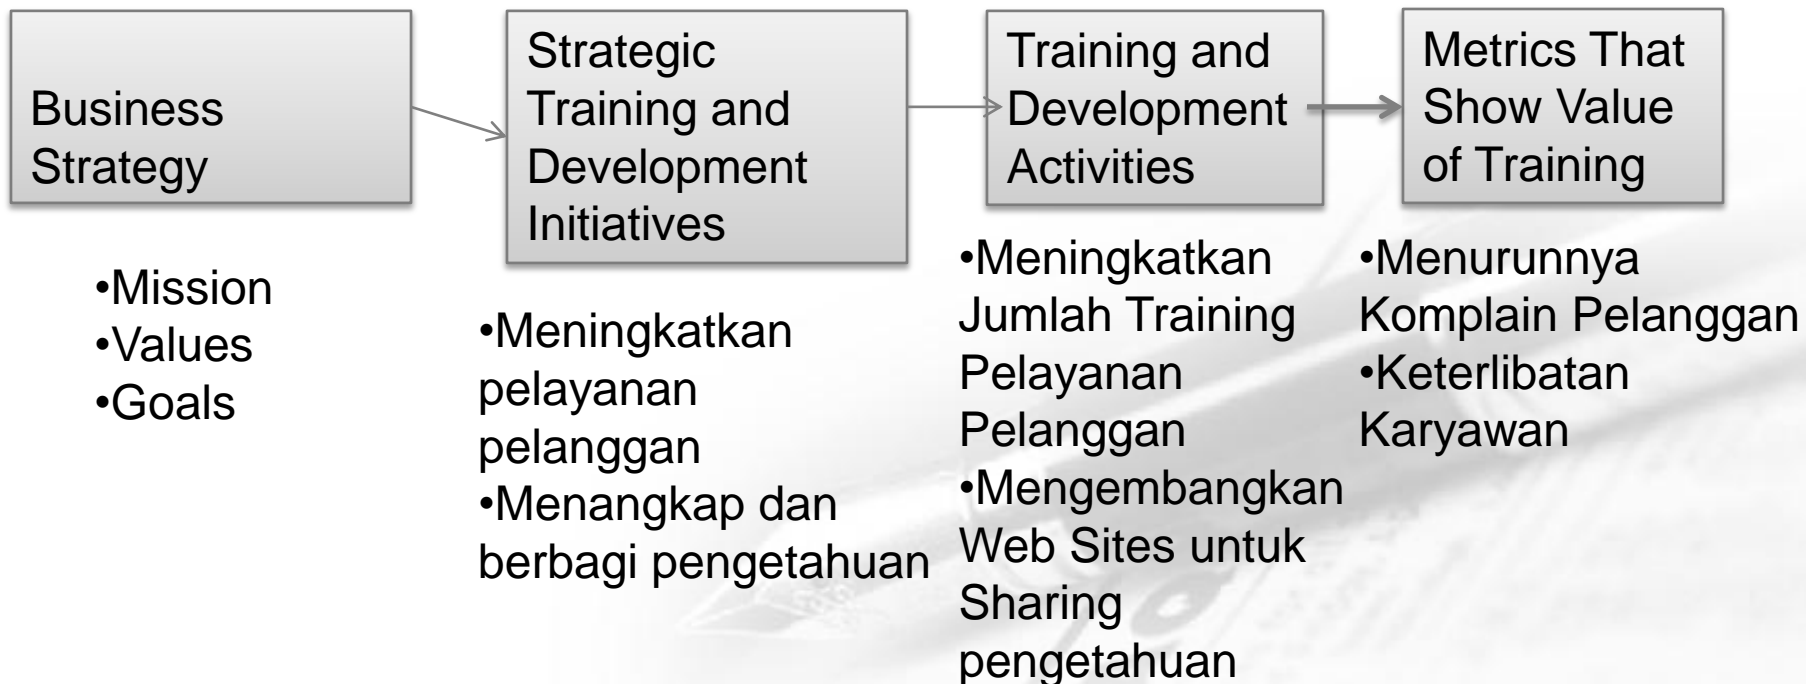 Business
Strategy
•Mission
•Values
•Goals
Strategic
Training and
Development
Initiatives
•Meningkatkan
pelayanan
pelanggan
•Menangkap dan
berbagi pengetahuan
Training and
Development
Activities
•Meningkatkan
Jumlah Training
Pelayanan
Pelanggan
•Mengembangkan
Web Sites untuk
Sharing
pengetahuan
Metrics That
Show Value
of Training
•Menurunnya
Komplain Pelanggan
•Keterlibatan
Karyawan